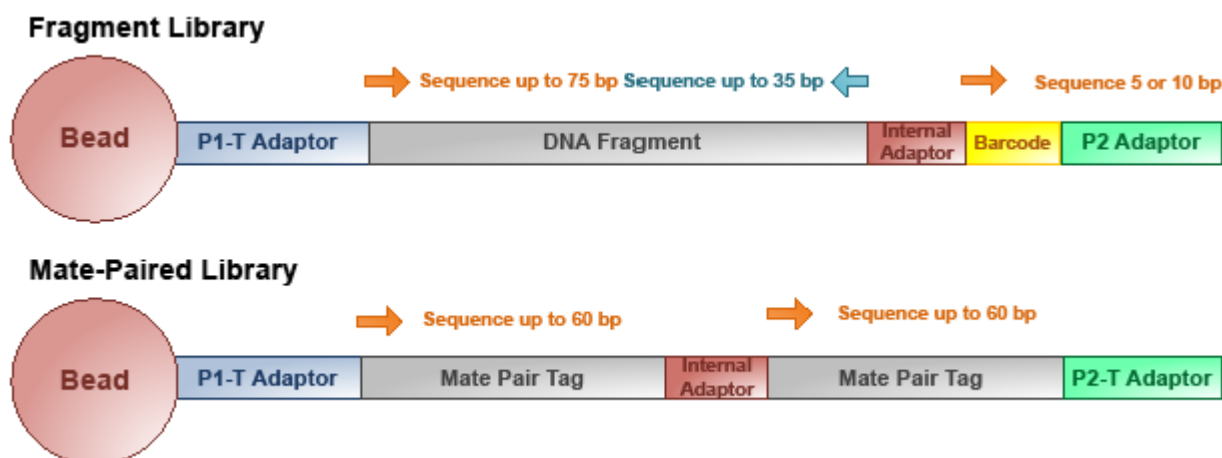 Fragment Library
Sequence up to 75 bp Sequence up to 35 bp Sequence 5 or 10 bp
Bead P1-T Adaptor DNA Fragment Internal Adaptor Barcode P2 Adaptor
Mate-Paired Library
Sequence up to 60 bp Sequence up to 60 bp
Bead P1-T Adaptor Mate Pair Tag Internal Adaptor Mate Pair Tag P2-T Adaptor